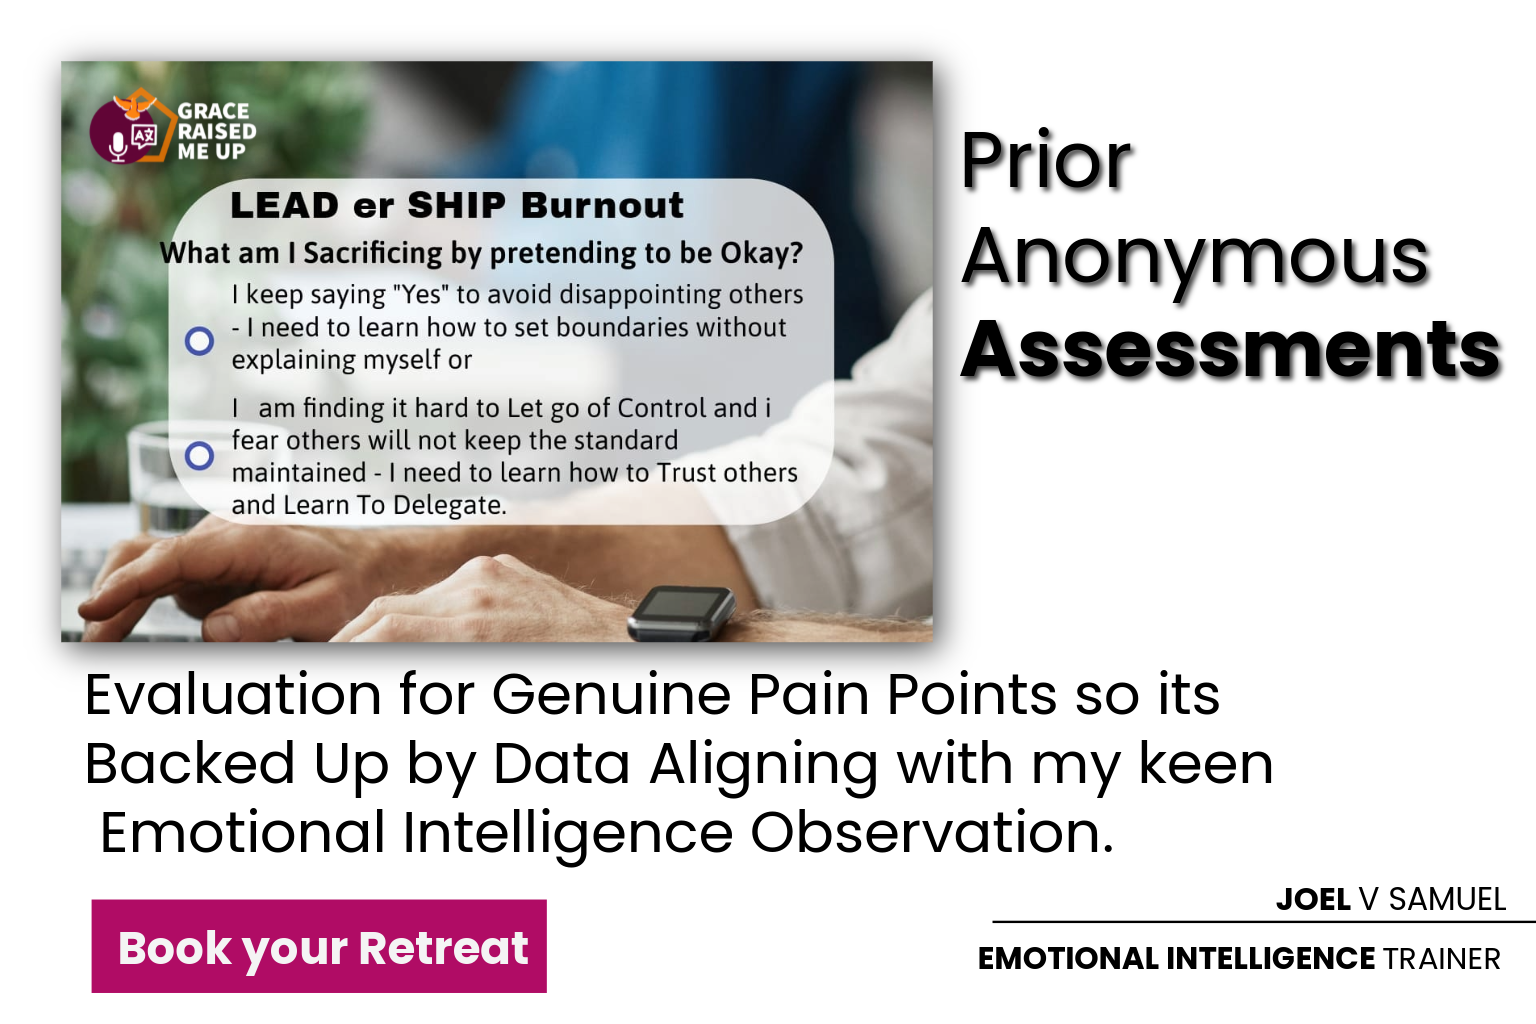 GRACE
RAISED
ME UP
LEAD er SHIP Burnout
What am I Sacrificing by pretending to be Okay?
I keep saying "Yes" to avoid disappointing others
- I need to learn how to set boundaries without
explaining myself or
I am finding it hard to Let go of Control and i
fear others will not keep the standard
maintained - I need to learn how to Trust others
and Learn To Delegate.
Prior
Anonymous
Assessments
Evaluation for Genuine Pain Points so its
Backed Up by Data Aligning with my keen
Emotional Intelligence Observation.
Book your Retreat
JOEL V SAMUEL
EMOTIONAL INTELLIGENCE TRAINER